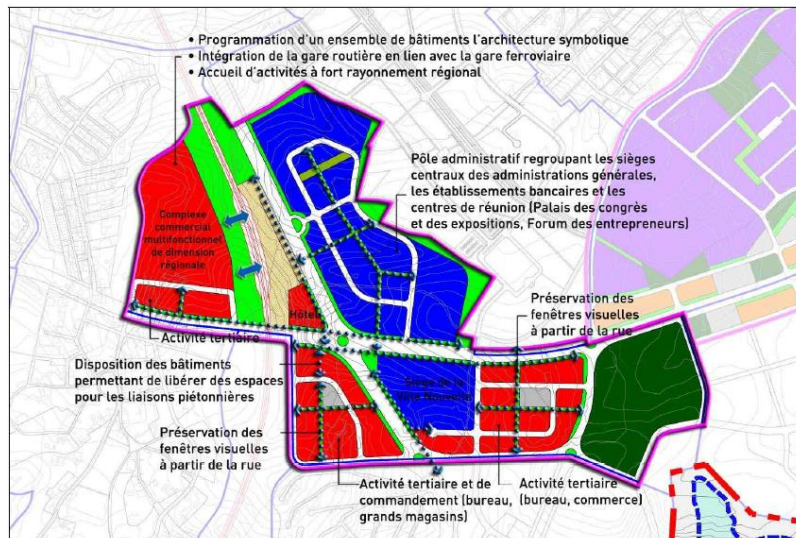 • Programmation d'un ensemble de bâtiments l'architecture symbolique
• Intégration de la gare routière en lien avec la gare ferroviaire
• Accueil d'activités à fort rayonnement régional
Pôle administratif regroupant les sièges
centraux des administrations générales,
les établissements bancaires et les
centres de réunion (Palais des congrès
et des expositions, Forum des entrepreneurs)
Complexe
commercial
multifonctionnel
de dimension
régionale
Préservation des
fenêtres visuelles
à partir de la rue
Hôtel
Activité tertiaire
Disposition des bâtiments
permettant de libérer des espaces
pour les liaisons piétonnières
Siège de la
Ville Nouvelle
Préservation des
fenêtres visuelles
à partir de la rue
Activité tertiaire et de
commandement (bureau,
grands magasins)
Activité tertiaire
(bureau, commerce)